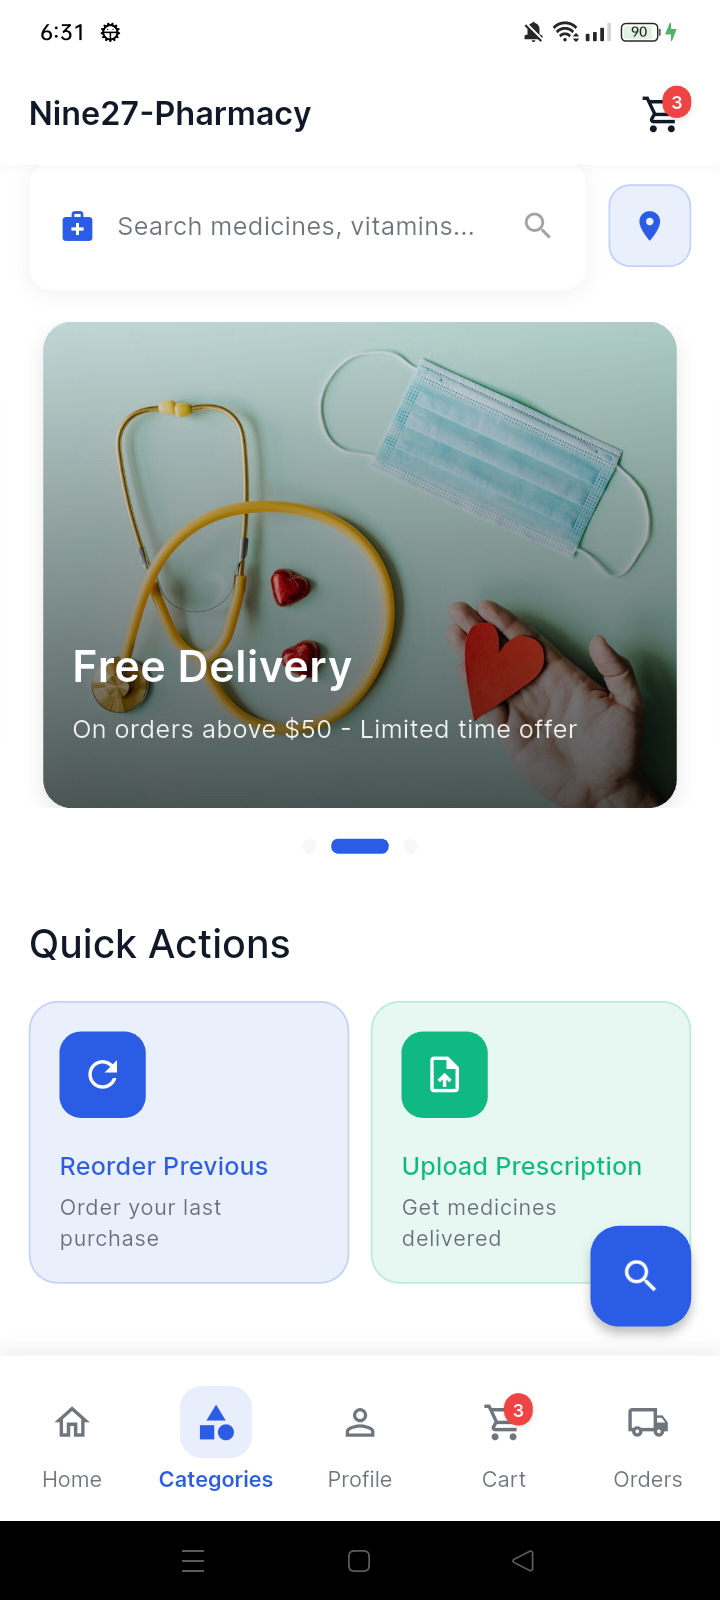 6:31
90
Nine27-Pharmacy
3
Search medicines, vitamins...
Free Delivery
On orders above $50 - Limited time offer
Quick Actions
Reorder Previous
Order your last
purchase
Upload Prescription
Get medicines
delivered
3
Home
Categories
Profile
Cart
Orders